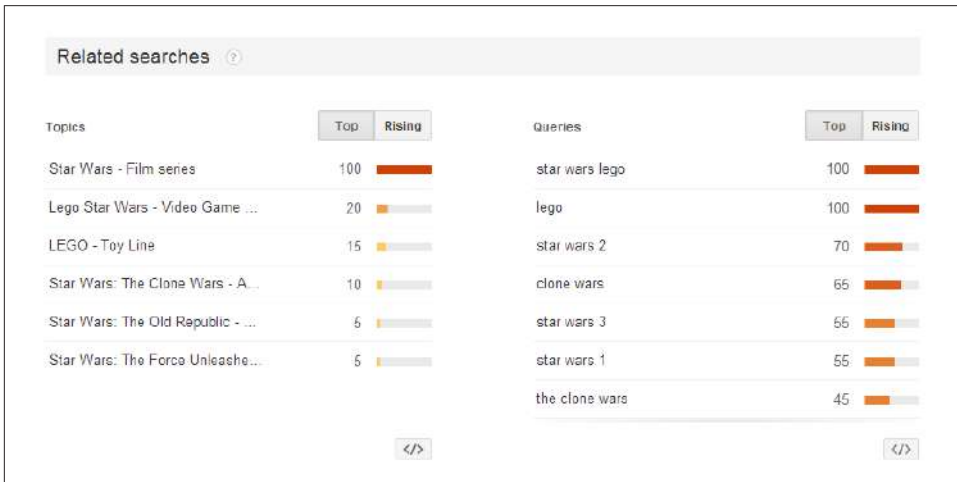 Related searches ?
Topics Top Rising
Star Wars - Film series 100
Lego Star Wars - Video Game ... 20
LEGO - Toy Line 15
Star Wars: The Clone Wars - A... 10
Star Wars: The Old Republic - ... 5
Star Wars: The Force Unleashe... 5
</>
Queries Top Rising
star wars lego 100
lego 100
star wars 2 70
clone wars 65
star wars 3 55
star wars 1 55
the clone wars 45
</>